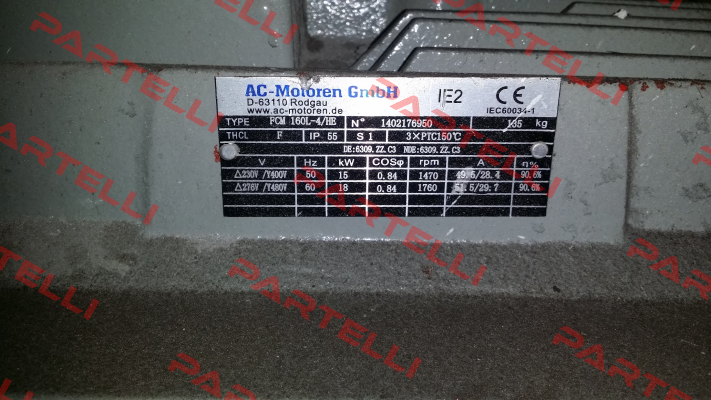 AC-Motoren GmbH
D-63110 Rodgau
www.ac-motoren.de
IE2 CE
IEC60034-1
TYPE FCM 160L-4/HE N° 1402176950 135 kg
THCL F IP 55 S1 3×PTC150℃
DE:6309.ZZ.C3 NDE:6309.ZZ.C3
V Hz kW COSφ rpm A η%
△230V /Y400V 50 15 0.84 1470 49.5/28.4 90.6%
△276V /Y480V 60 18 0.84 1760 51.5/29.7 90.6%
PARTELLI
PARTELLI
PARTELLI
PARTELLI
PARTELLI
PARTELLI
PARTELLI
PARTELLI